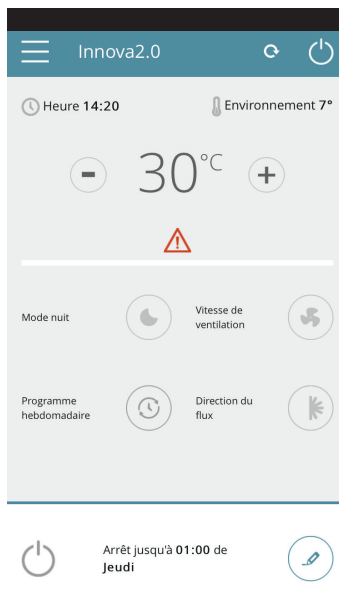 Innova2.0
Heure 14:20
Environnement 7°
- 30°C +
Mode nuit
Vitesse de
ventilation
Programme
hebdomadaire
Direction du
flux
Arrêt jusqu'à 01:00 de
Jeudi